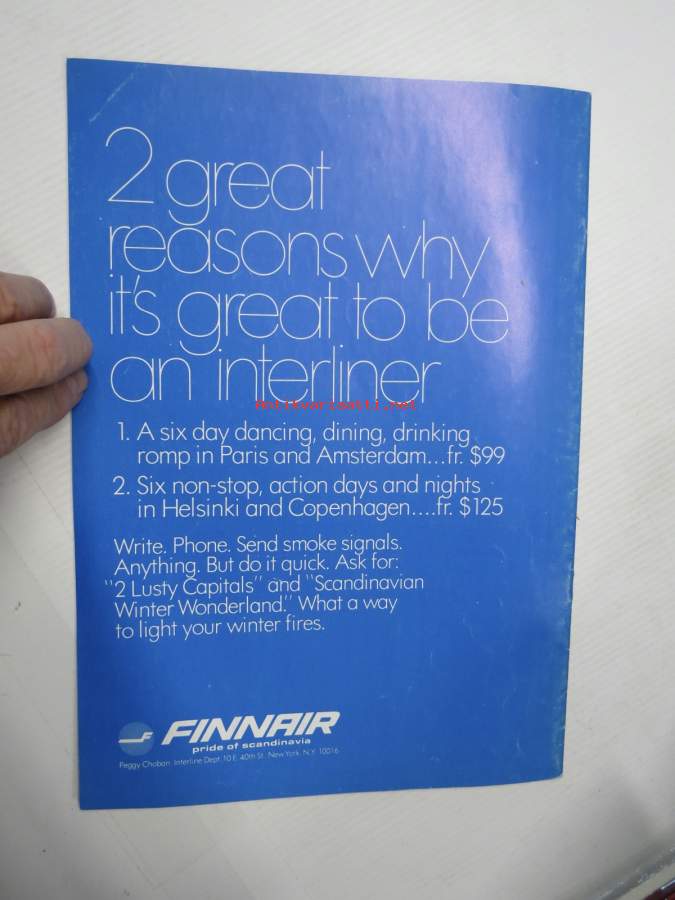 2 great
reasons why
it's great to be
an interliner
Antikvariaatti.net
1. A six day dancing, dining, drinking
romp in Paris and Amsterdam...fr. $99
2. Six non-stop, action days and nights
in Helsinki and Copenhagen....fr. $125
Write. Phone. Send smoke signals.
Anything. But do it quick. Ask for:
"2 Lusty Capitals" and "Scandinavian
Winter Wonderland." What a way
to light your winter fires.
F FINNAIR
pride of scandinavia
Peggy Choban. Interline Dept. 10 E. 40th St. New York. N.Y. 10016